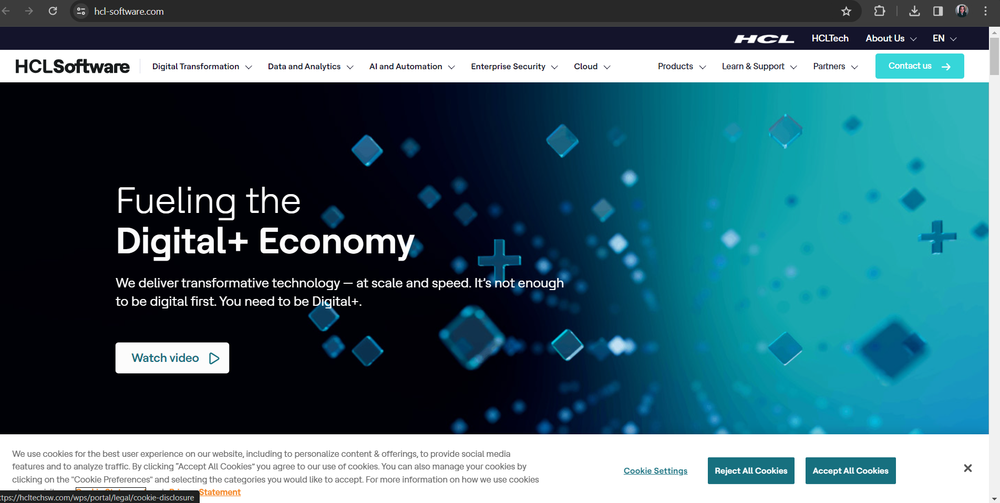 hcl-software.com
HCL HCLTech About Us EN
HCLSoftware Digital Transformation Data and Analytics AI and Automation Enterprise Security Cloud Products Learn & Support Partners Contact us
Fueling the
Digital+ Economy
We deliver transformative technology — at scale and speed. It's not enough
to be digital first. You need to be Digital+.
Watch video
We use cookies for the best user experience on our website, including to personalize content & offerings, to provide social media
features and to analyze traffic. By clicking "Accept All Cookies" you agree to our use of cookies. You can also manage your cookies by
clicking on the "Cookie Preferences" and selecting the categories you would like to accept. For more information on how we use cookies
Statement
Cookie Settings
Reject All Cookies
Accept All Cookies
ttps://hcltechsw.com/wps/portal/legal/cookie-disclosure